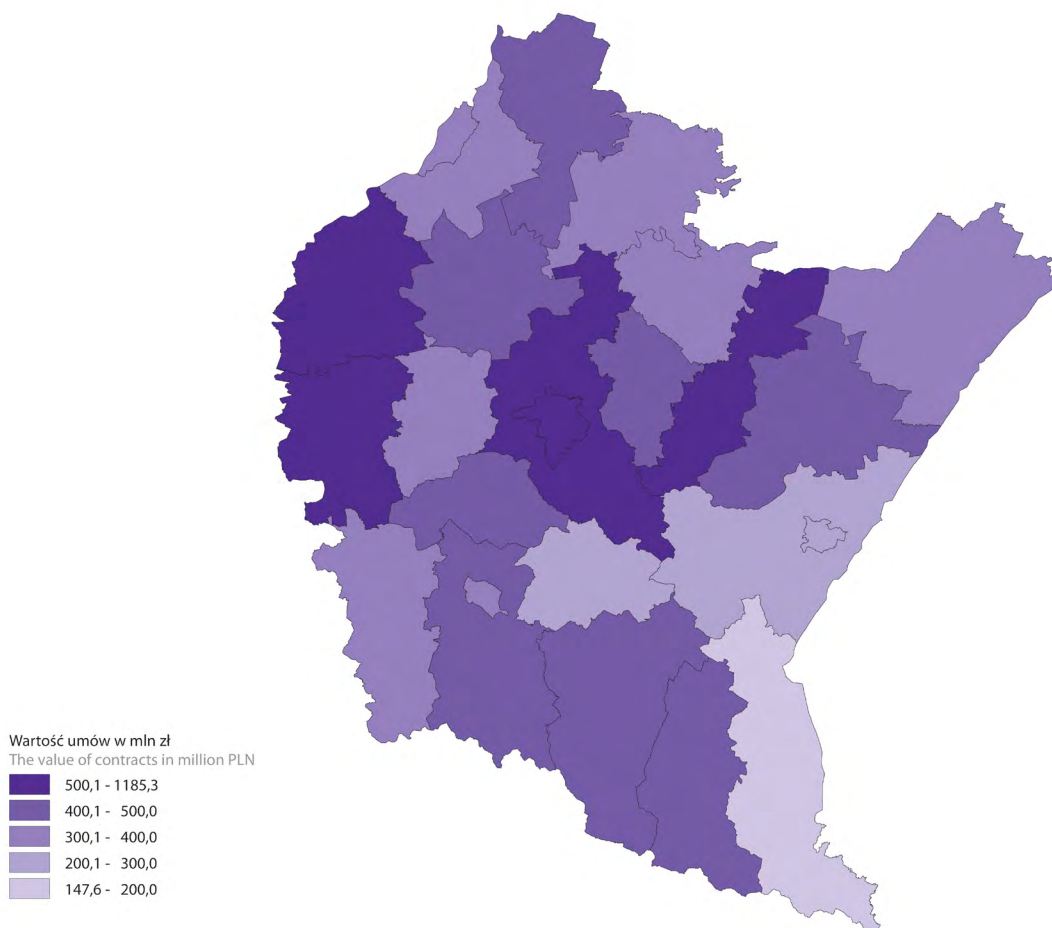 Wartość umów w mln zł
The value of contracts in million PLN
500,1 - 1185,3
400,1 - 500,0
300,1 - 400,0
200,1 - 300,0
147,6 - 200,0